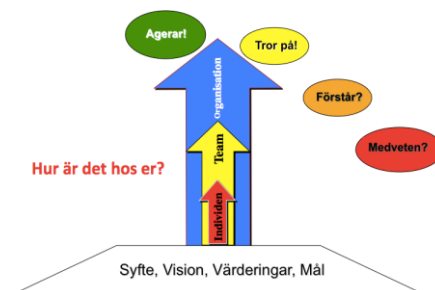 Agerar!
Tror på!
Organisation
Förstår?
Team
Medveten?
Hur är det hos er?
Individen
Syfte, Vision, Värderingar, Mål